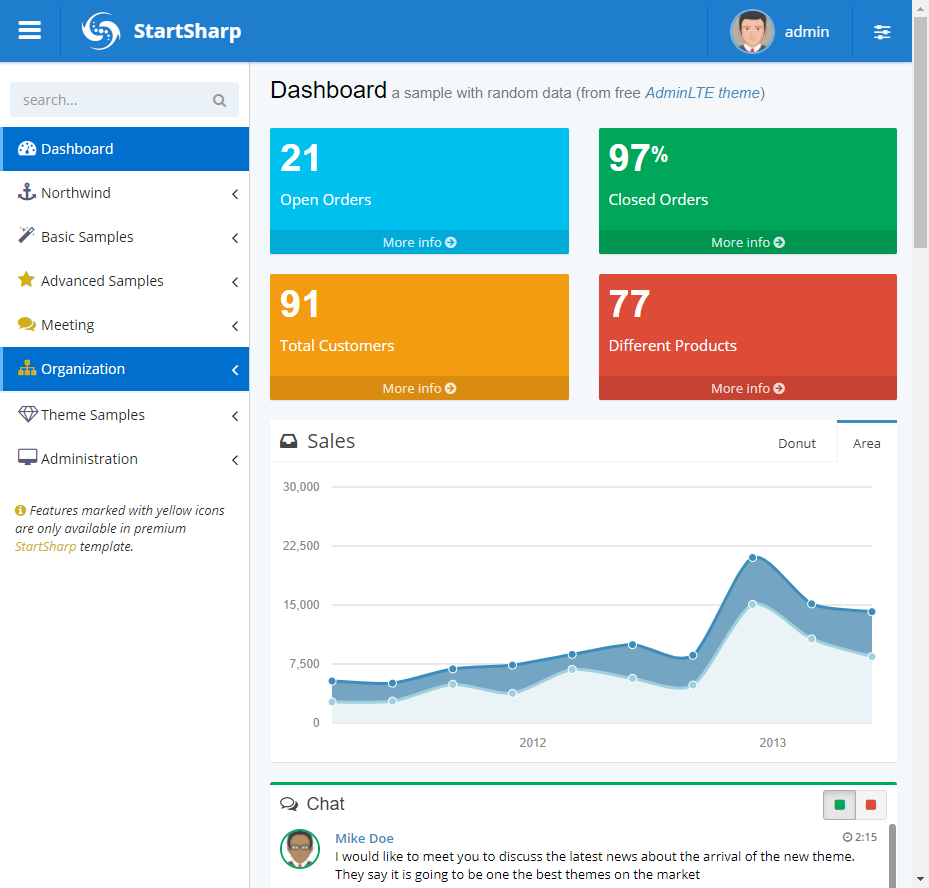 StartSharp
admin
search...
Dashboard
Northwind
Basic Samples
Advanced Samples
Meeting
Organization
Theme Samples
Administration
Features marked with yellow icons
are only available in premium
StartSharp template.
Dashboard a sample with random data (from free AdminLTE theme)
21
Open Orders
More info
97%
Closed Orders
More info
91
Total Customers
More info
77
Different Products
More info
Sales
Donut
Area
30,000
22,500
15,000
7,500
0
2012
2013
Chat
Mike Doe
2:15
I would like to meet you to discuss the latest news about the arrival of the new theme.
They say it is going to be one the best themes on the market